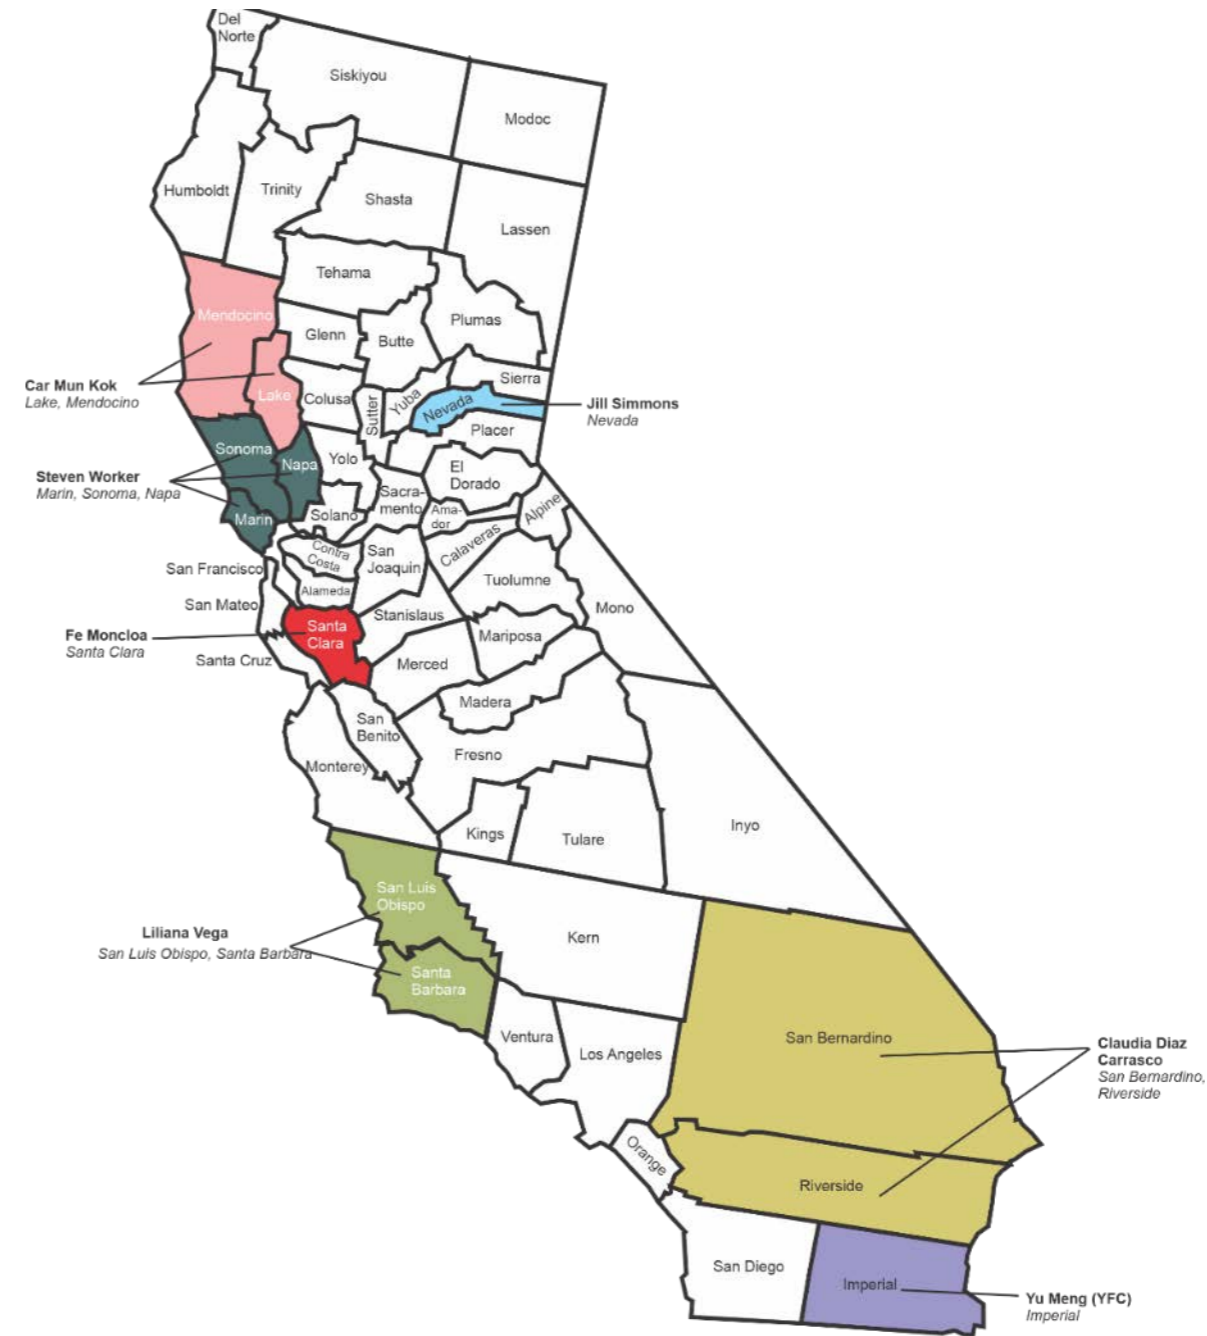 Del
Norte
Siskiyou
Modoc
Humboldt
Trinity
Shasta
Lassen
Tehama
Mendocino
Glenn
Butte
Plumas
Car Mun Kok
Lake, Mendocino
Lake
Colusa
Sutter
Yuba
Sierra
Nevada
Jill Simmons
Nevada
Placer
Sonoma
Napa
Yolo
El
Dorado
Steven Worker
Marin, Sonoma, Napa
Marin
Solano
Sacra-
mento
Ama-
dor
Alpine
Calaveras
Contra
Costa
San
Joaquin
San Francisco
Alameda
Tuolumne
Mono
San Mateo
Stanislaus
Fe Moncloa
Santa Clara
Santa
Clara
Mariposa
Santa Cruz
Merced
Madera
San
Benito
Monterey
Fresno
Kings
Tulare
Inyo
San Luis
Obispo
Liliana Vega
San Luis Obispo, Santa Barbara
Kern
Santa
Barbara
Ventura
Los Angeles
San Bernardino
Claudia Diaz
Carrasco
San Bernardino,
Riverside
Orange
Riverside
San Diego
Imperial
Yu Meng (YFC)
Imperial